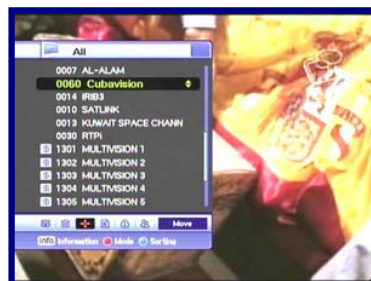 All
0007 AL-ALAM
0060 Cubavision
0014 IRIB3
0010 SATLINK
0013 KUWAIT SPACE CHANN
0030 RTPi
$ 1301 MULTIVISION 1
$ 1302 MULTIVISION 2
$ 1303 MULTIVISION 3
$ 1304 MULTIVISION 4
$ 1305 MULTIVISION 5
Move
Info Information Mode Sorting